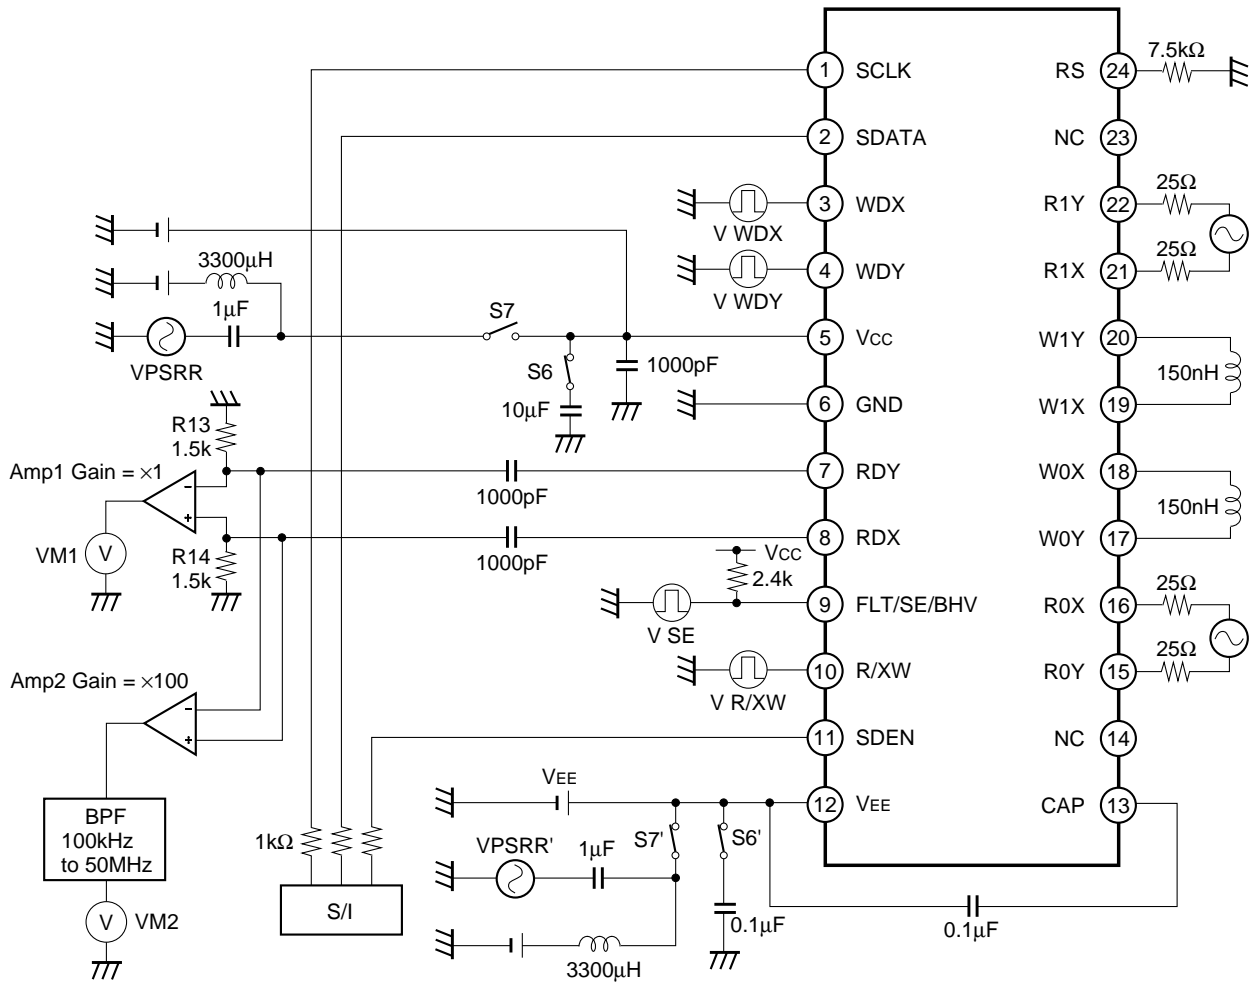 1 SCLK
2 SDATA
3 WDX
V WDX
4 WDY
V WDY
3300μH
1μF
VPSRR
S7
S6
10μF
1000pF
5 VCC
6 GND
R13
1.5k
Amp1 Gain = ×1
−
+
V
VM1
R14
1.5k
1000pF
1000pF
7 RDY
8 RDX
VCC
2.4k
9 FLT/SE/BHV
V SE
10 R/XW
V R/XW
Amp2 Gain = ×100
−
+
11 SDEN
VEE
12 VEE
BPF
100kHz
to 50MHz
V
VM2
1kΩ
S/I
VPSRR'
1μF
S7'
S6'
0.1μF
3300μH
0.1μF
RS 24
7.5kΩ
NC 23
R1Y 22
25Ω
R1X 21
25Ω
W1Y 20
150nH
W1X 19
W0X 18
150nH
W0Y 17
R0X 16
25Ω
R0Y 15
25Ω
NC 14
CAP 13